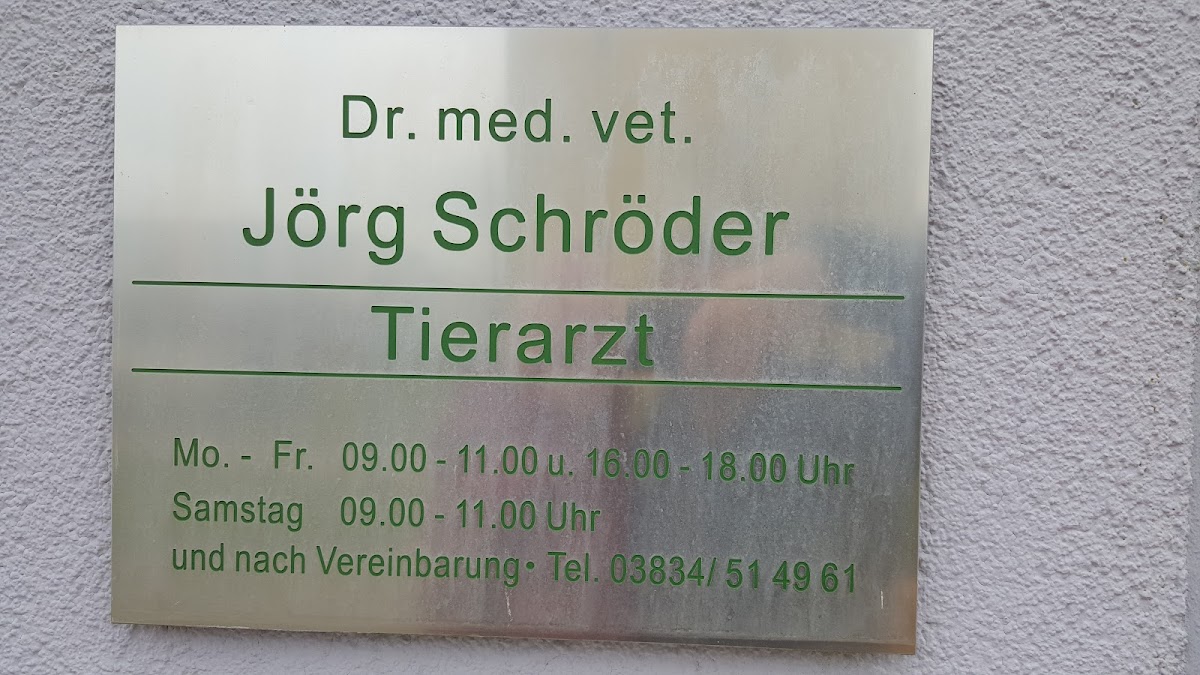 Dr. med. vet.
Jörg Schröder
Tierarzt
Mo. - Fr. 09.00 - 11.00 u. 16.00 - 18.00 Uhr
Samstag 09.00 - 11.00 Uhr
und nach Vereinbarung • Tel. 03834/ 51 49 61